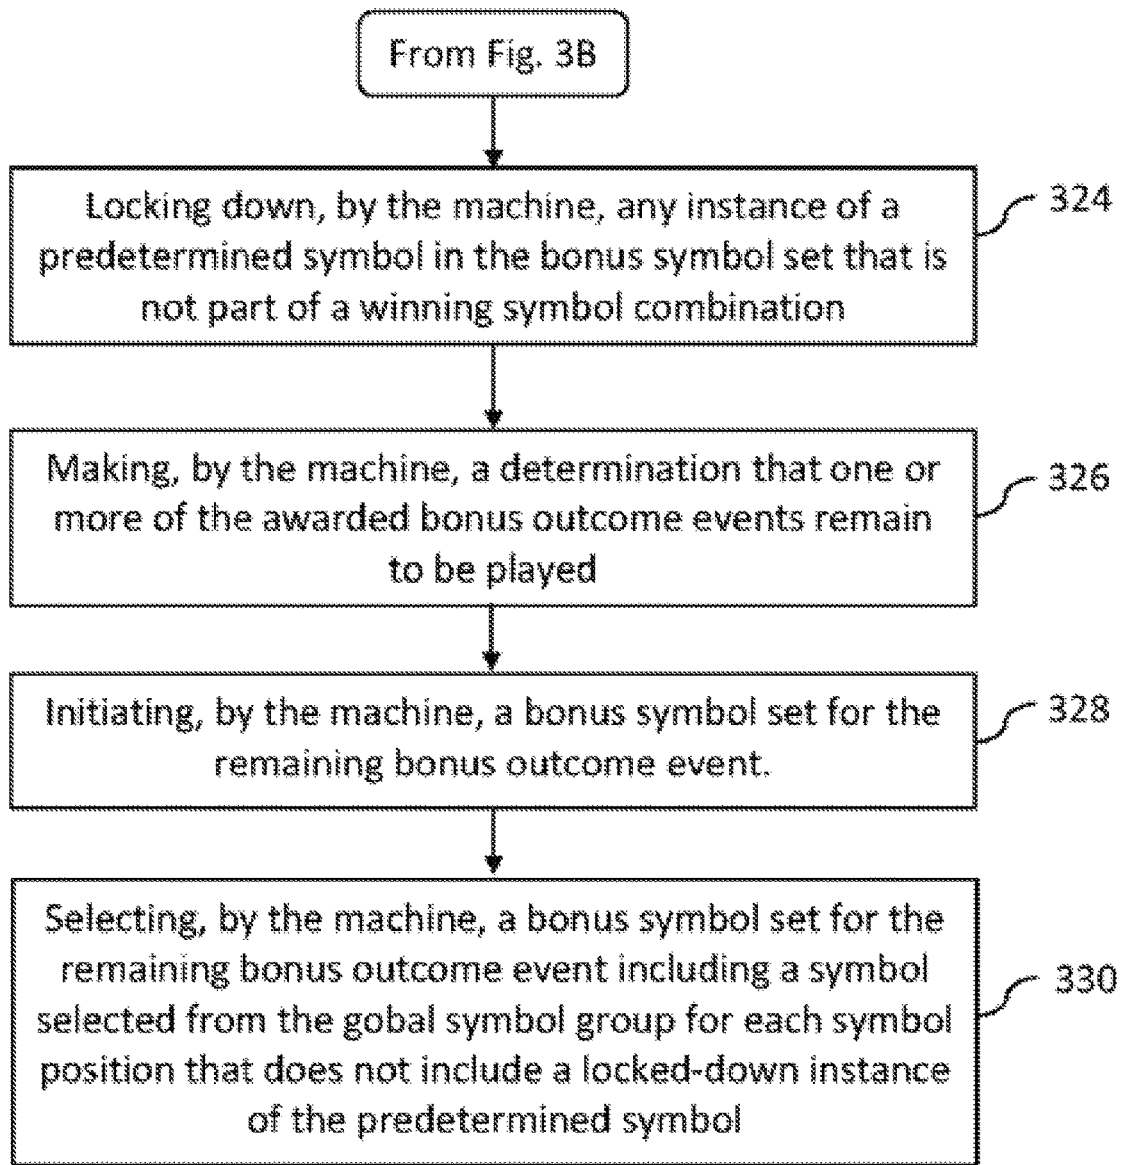 From Fig. 3B
Locking down, by the machine, any instance of a
predetermined symbol in the bonus symbol set that is
not part of a winning symbol combination
324
Making, by the machine, a determination that one or
more of the awarded bonus outcome events remain
to be played
326
Initiating, by the machine, a bonus symbol set for the
remaining bonus outcome event.
328
Selecting, by the machine, a bonus symbol set for the
remaining bonus outcome event including a symbol
selected from the gobal symbol group for each symbol
position that does not include a locked-down instance
of the predetermined symbol
330